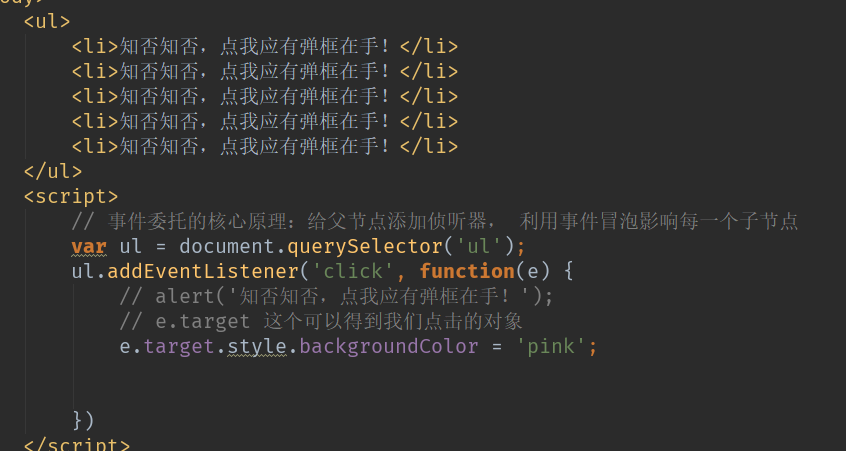 ody>
<ul>
<li>知否知否，点我应有弹框在手！</li>
<li>知否知否，点我应有弹框在手！</li>
<li>知否知否，点我应有弹框在手！</li>
<li>知否知否，点我应有弹框在手！</li>
<li>知否知否，点我应有弹框在手！</li>
</ul>
<script>
// 事件委托的核心原理：给父节点添加侦听器， 利用事件冒泡影响每一个子节点
var ul = document.querySelector('ul');
ul.addEventListener('click', function(e) {
// alert('知否知否，点我应有弹框在手！');
// e.target 这个可以得到我们点击的对象
e.target.style.backgroundColor = 'pink';
})
</script>